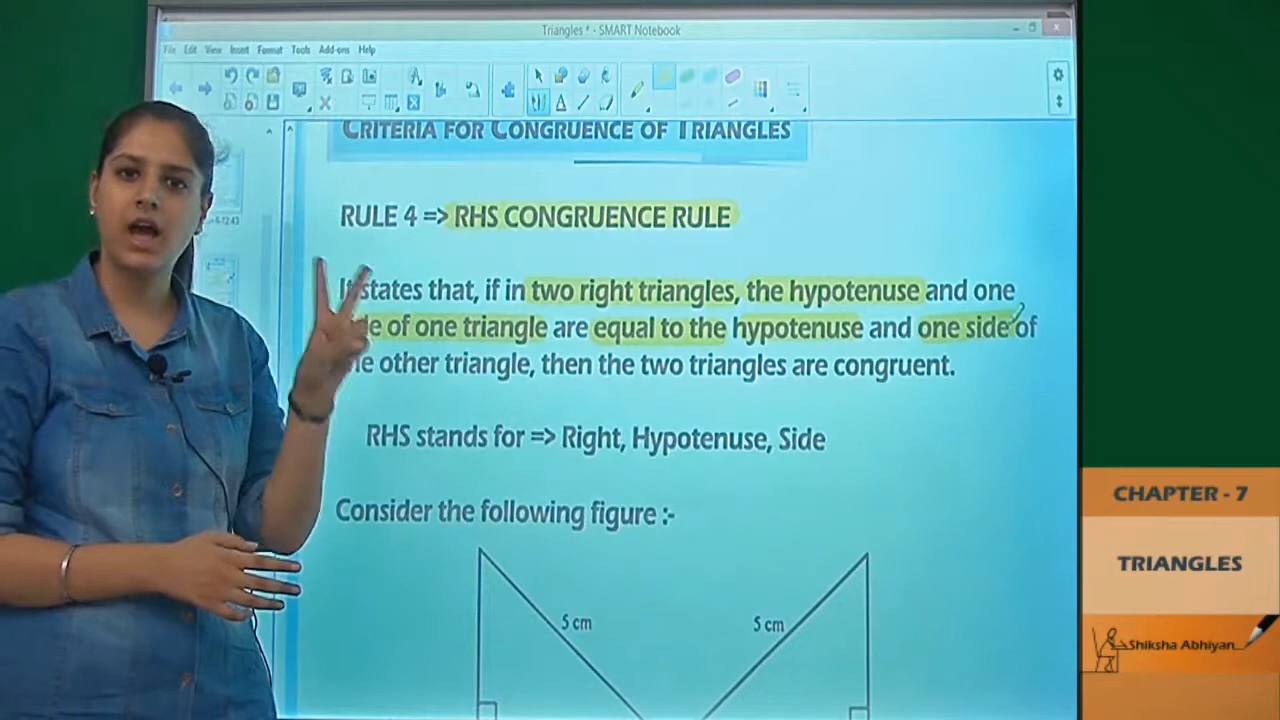 Triangles * - SMART Notebook
File Edit View Insert Format Tools Add-ons Help
CRITERIA FOR CONGRUENCE OF TRIANGLES
RULE 4 => RHS CONGRUENCE RULE
It states that, if in two right triangles, the hypotenuse and one
of one triangle are equal to the hypotenuse and one side of
other triangle, then the two triangles are congruent.
RHS stands for => Right, Hypotenuse, Side
Consider the following figure :-
5 cm 5 cm
CHAPTER - 7
TRIANGLES
Shiksha Abhiyan